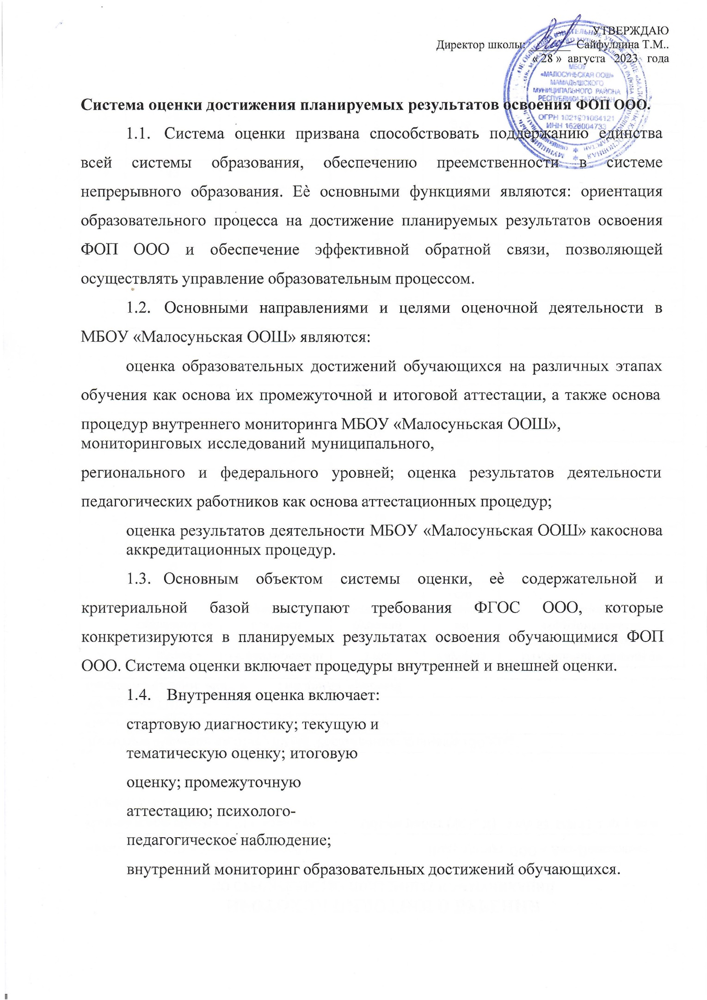 УТВЕРЖДАЮ
Директор школы: _______ Сайфуллина Т.М..
« 28 » августа 2023 года
МБОУ
«МАЛОСУНЬСКАЯ ООШ»
МАМАДЫШСКОГО
МУНИЦИПАЛЬНОГО РАЙОНА
РЕСПУБЛИКИ ТАТАРСТАН
ИНН 1626004733
Система оценки достижения планируемых результатов освоения ФОП ООО.
1.1. Система оценки призвана способствовать поддержанию единства
всей системы образования, обеспечению преемственности в системе
непрерывного образования. Еѐ основными функциями являются: ориентация
образовательного процесса на достижение планируемых результатов освоения
ФОП ООО и обеспечение эффективной обратной связи, позволяющей
осуществлять управление образовательным процессом.
1.2. Основными направлениями и целями оценочной деятельности в
МБОУ «Малосуньская ООШ» являются:
оценка образовательных достижений обучающихся на различных этапах
обучения как основа их промежуточной и итоговой аттестации, а также основа
процедур внутреннего мониторинга МБОУ «Малосуньская ООШ»,
мониторинговых исследований муниципального,
регионального и федерального уровней; оценка результатов деятельности
педагогических работников как основа аттестационных процедур;
оценка результатов деятельности МБОУ «Малосуньская ООШ» какоснова
аккредитационных процедур.
1.3. Основным объектом системы оценки, еѐ содержательной и
критериальной базой выступают требования ФГОС ООО, которые
конкретизируются в планируемых результатах освоения обучающимися ФОП
ООО. Система оценки включает процедуры внутренней и внешней оценки.
1.4. Внутренняя оценка включает:
стартовую диагностику; текущую и
тематическую оценку; итоговую
оценку; промежуточную
аттестацию; психолого-
педагогическое наблюдение;
внутренний мониторинг образовательных достижений обучающихся.